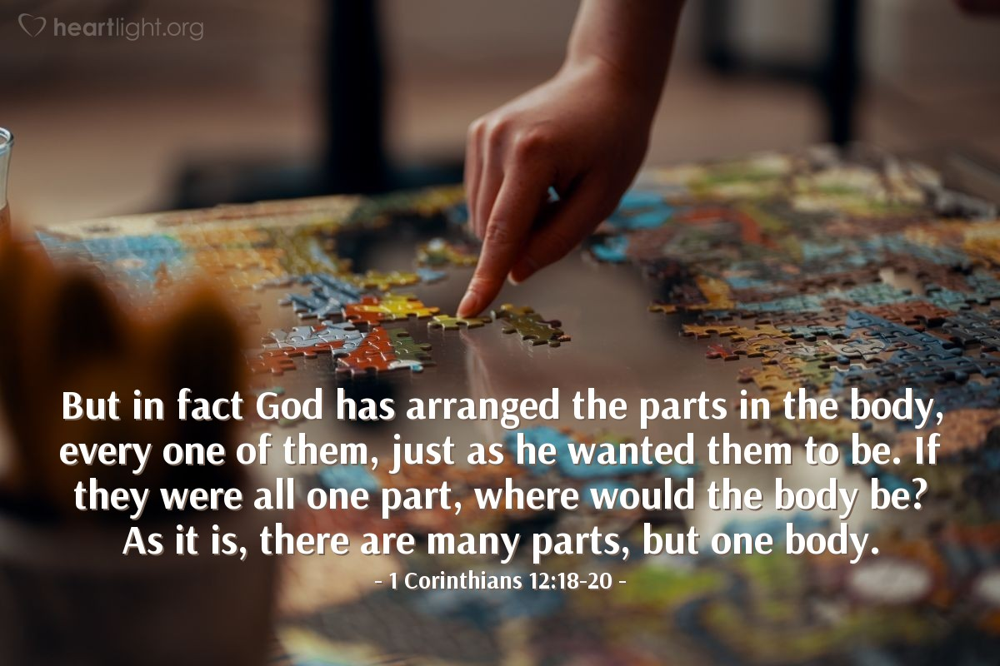 heartlight.org
But in fact God has arranged the parts in the body,
every one of them, just as he wanted them to be. If
they were all one part, where would the body be?
As it is, there are many parts, but one body.
- 1 Corinthians 12:18-20 -